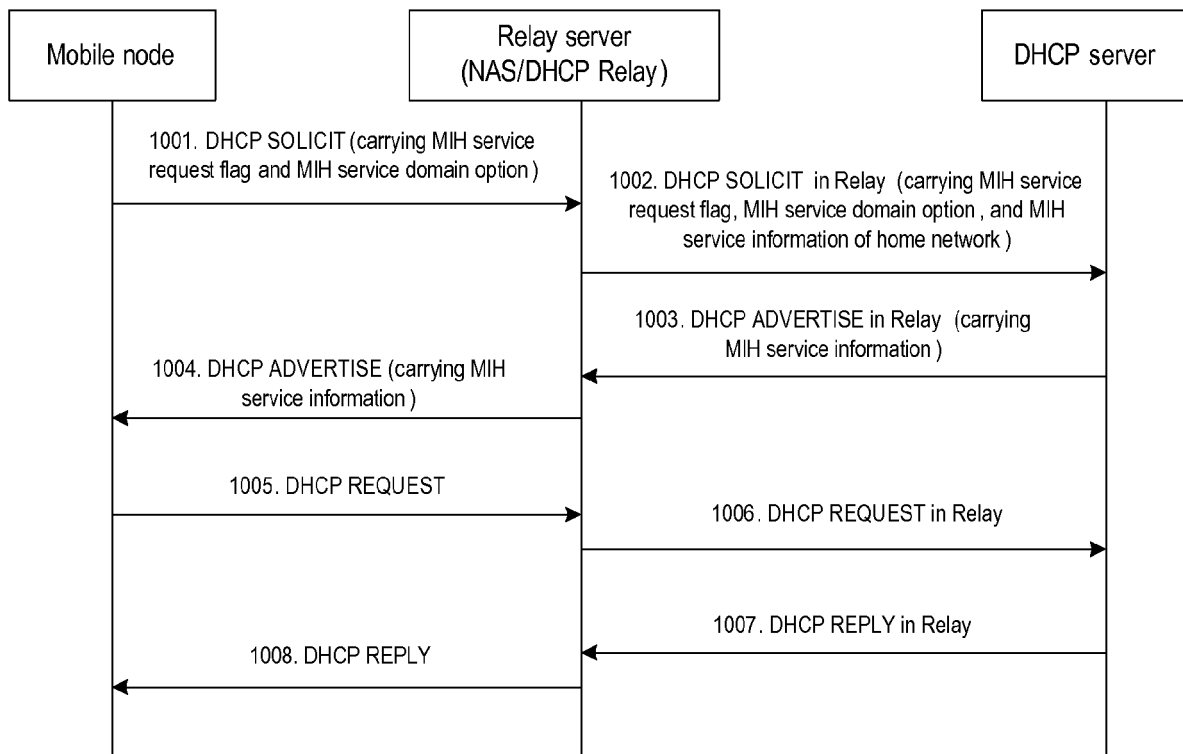 Mobile node
Relay server
(NAS/DHCP Relay)
DHCP server
1001. DHCP SOLICIT (carrying MIH service
request flag and MIH service domain option )
1002. DHCP SOLICIT in Relay (carrying MIH service
request flag, MIH service domain option , and MIH
service information of home network )
1003. DHCP ADVERTISE in Relay (carrying
MIH service information )
1004. DHCP ADVERTISE (carrying MIH
service information )
1005. DHCP REQUEST
1006. DHCP REQUEST in Relay
1007. DHCP REPLY in Relay
1008. DHCP REPLY